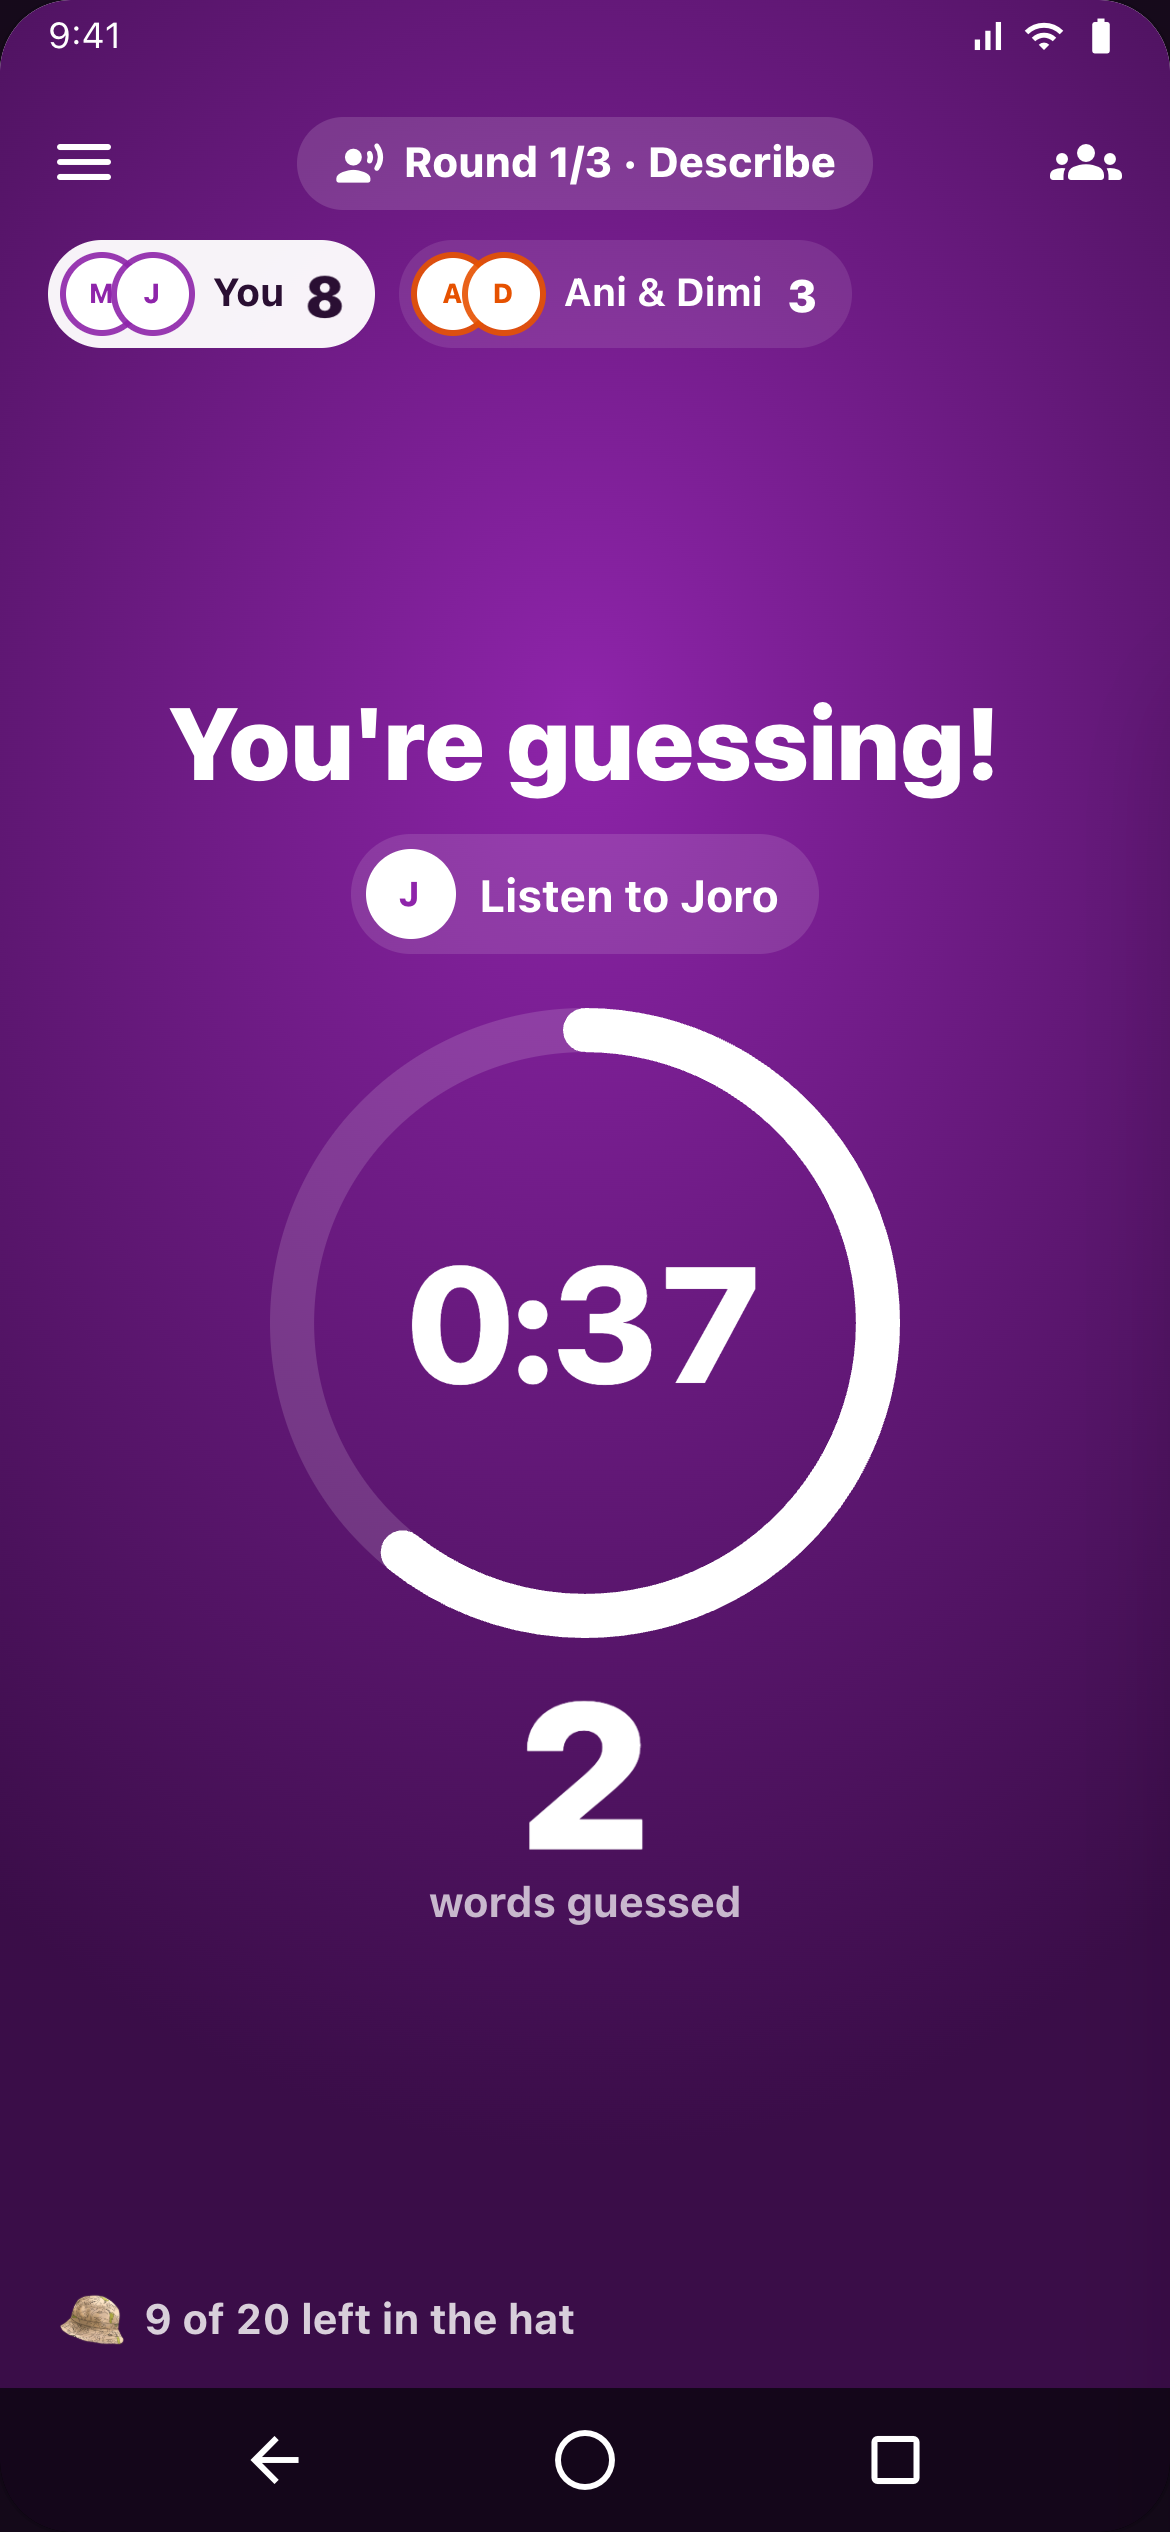 9:41
Round 1/3 · Describe
M J You 8
A D Ani & Dimi 3
You're guessing!
J Listen to Joro
0:37
2
words guessed
9 of 20 left in the hat